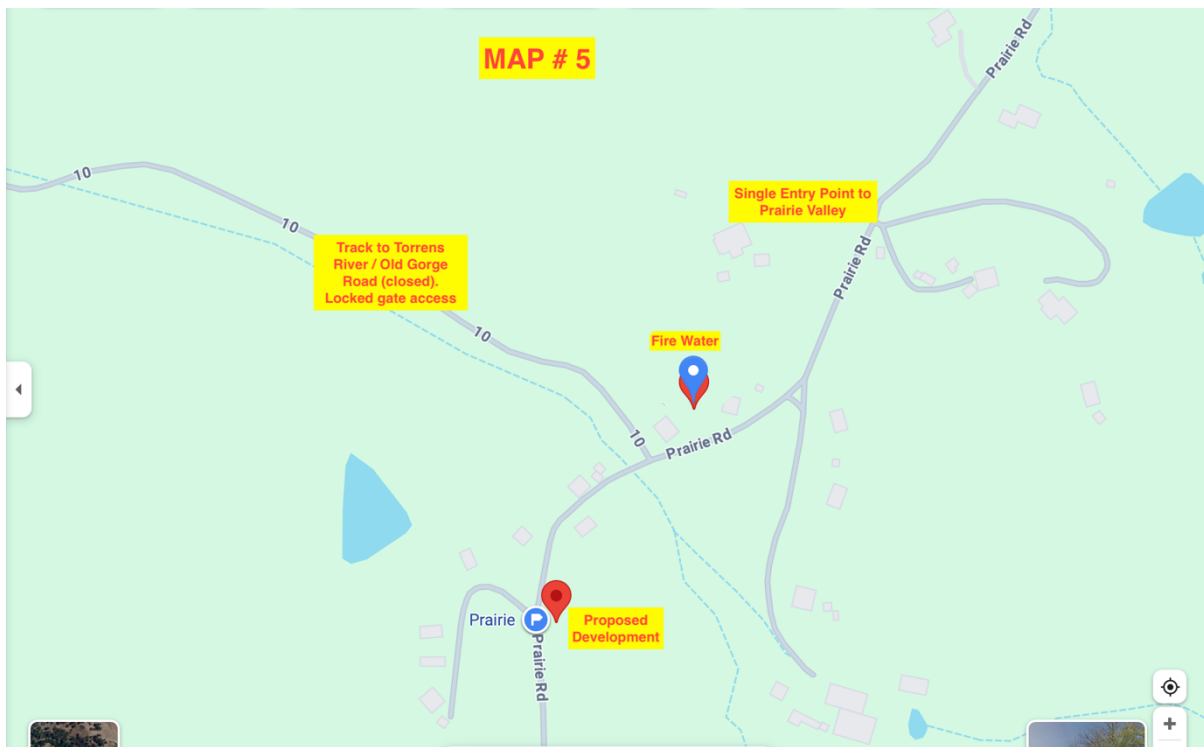 MAP # 5
Prairie Rd
10
Single Entry Point to
Prairie Valley
10
Track to Torrens
River / Old Gorge
Road (closed).
Locked gate access
Prairie Rd
10
Fire Water
10
Prairie Rd
Prairie
Proposed
Development
Prairie Rd